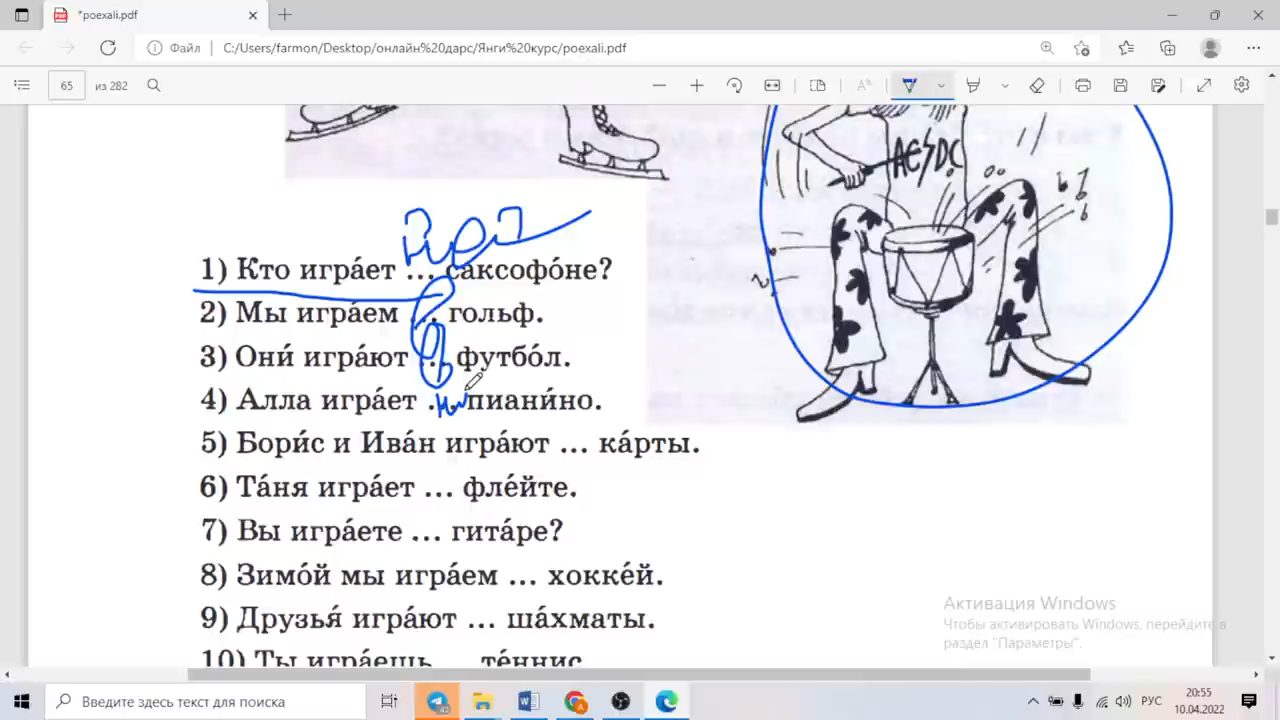 *poexali.pdf
Файл C:/Users/farmon/Desktop/онлайн%20дарс/Янги%20курс/poexali.pdf
65 из 282
AE/DC
1) Кто игра́ет ... саксофо́не?
2) Мы игра́ем ... гольф.
3) Они́ игра́ют ... футбо́л.
4) Алла игра́ет ... пиани́но.
5) Бори́с и Ива́н игра́ют ... ка́рты.
6) Та́ня игра́ет ... фле́йте.
7) Вы игра́ете ... гита́ре?
8) Зимо́й мы игра́ем ... хокке́й.
9) Друзья́ игра́ют ... ша́хматы.
10) Ты игра́ешь ... те́ннис
Активация Windows
Чтобы активировать Windows, перейдите в
раздел "Параметры".
Введите здесь текст для поиска
РУС
20:55
10.04.2022